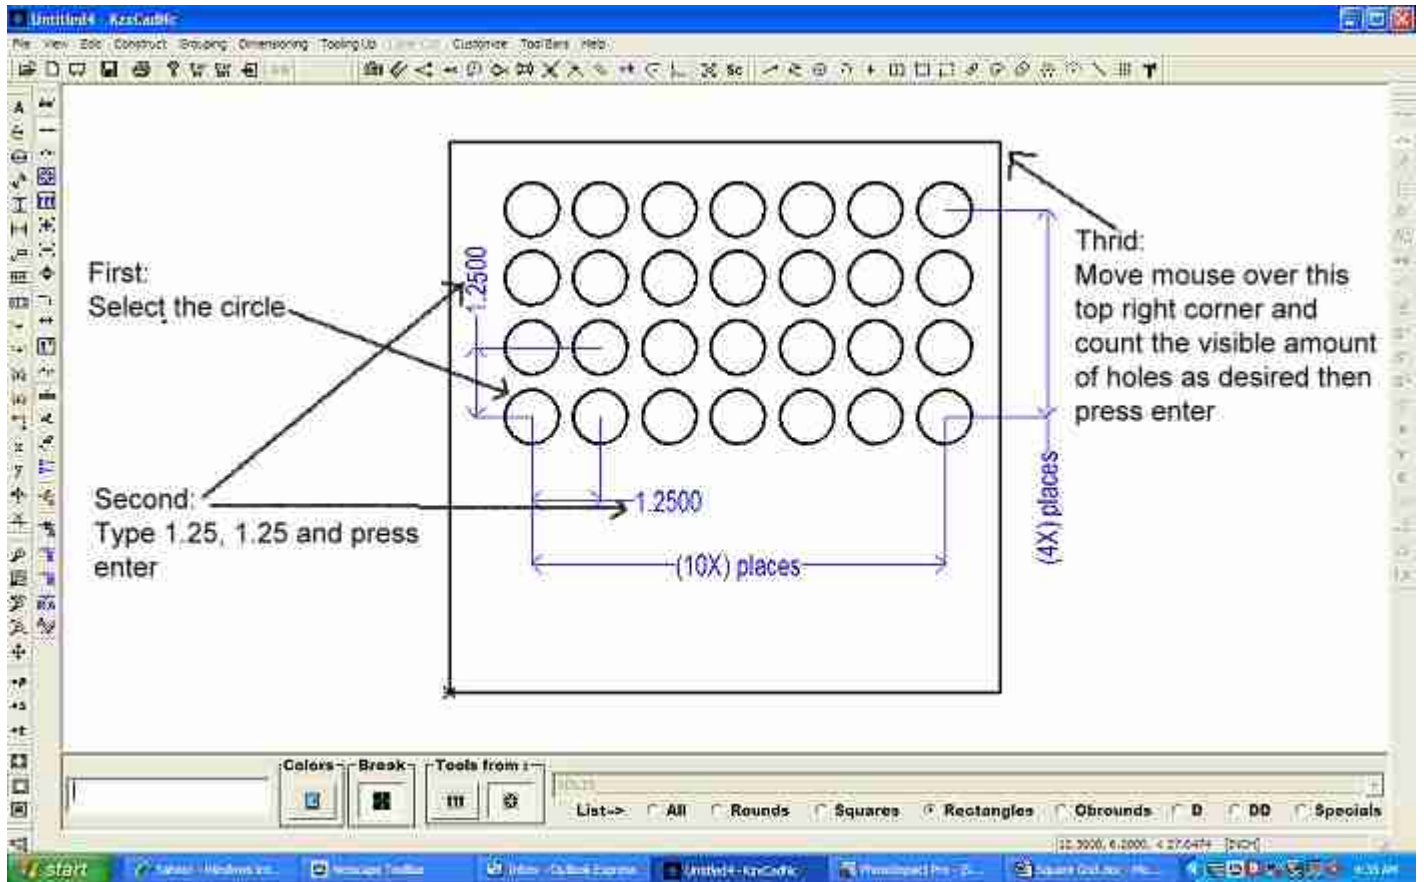 Untitled4 - KzsCadNc
File View Edit Construct Grouping Dimensioning Tooling Up Customize ToolBars Help
Sc
1.2500
First:
Select the circle
Thrid:
Move mouse over this
top right corner and
count the visible amount
of holes as desired then
press enter
Second:
Type 1.25, 1.25 and press
enter
1.2500
(10X) places
(4X) places
Colors
Break
Tools from :
List-->
All
Rounds
Squares
Rectangles
Obrounds
D
DD
Specials
start